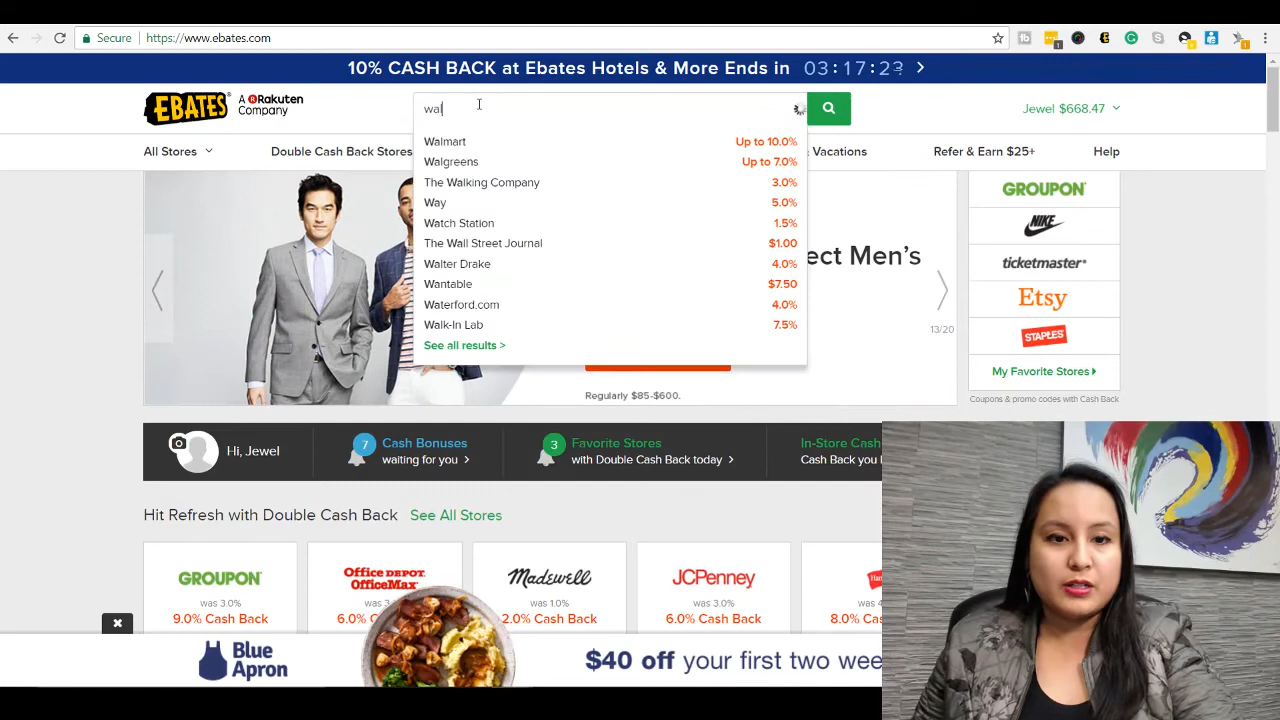 Secure https://www.ebates.com
10% CASH BACK at Ebates Hotels & More Ends in 03:17:23
EBATES A Rakuten Company
wal
Jewel $668.47
All Stores Double Cash Back Stores & Vacations Refer & Earn $25+ Help
Walmart Up to 10.0%
Walgreens Up to 7.0%
The Walking Company 3.0%
Way 5.0%
Watch Station 1.5%
The Wall Street Journal $1.00
Walter Drake 4.0%
Wantable $7.50
Waterford.com 4.0%
Walk-In Lab 7.5%
See all results >
ect Men's
13/20
Regularly $85-$600.
GROUPON
NIKE
ticketmaster®
Etsy
STAPLES
My Favorite Stores
Coupons & promo codes with Cash Back
Hi, Jewel
7 Cash Bonuses
waiting for you >
3 Favorite Stores
with Double Cash Back today >
In-Store Cash
Cash Back you
Hit Refresh with Double Cash Back See All Stores
GROUPON
was 3.0%
9.0% Cash Back
Office DEPOT
OfficeMax
was 3.
6.0% Cash
Madewell
was 1.0%
2.0% Cash Back
JCPenney
was 3.0%
6.0% Cash Back
Han
was 4
8.0% Cash
Blue
Apron
$40 off your first two wee